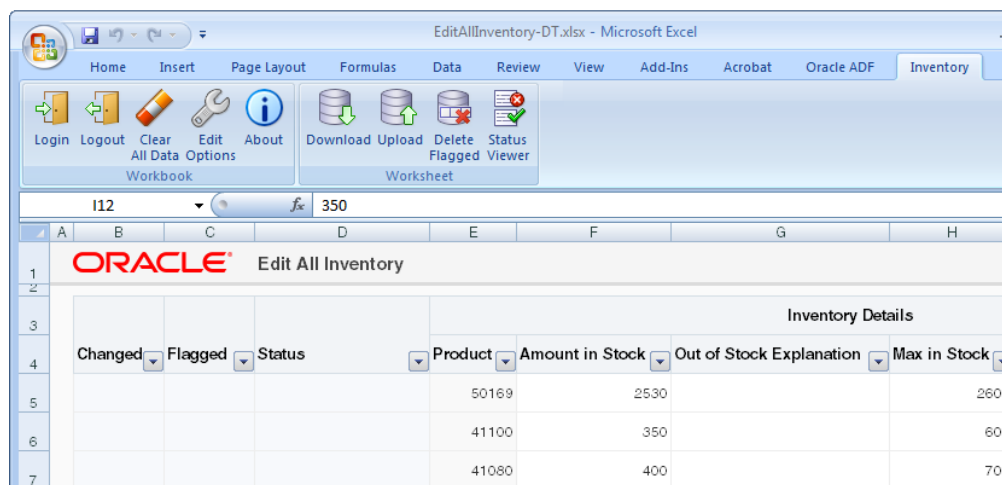 EditAllInventory-DT.xlsx - Microsoft Excel
Home Insert Page Layout Formulas Data Review View Add-Ins Acrobat Oracle ADF Inventory
Login Logout Clear All Data Edit Options About Download Upload Delete Flagged Status Viewer
Workbook Worksheet
I12 fx 350
A B C D E F G H
1 ORACLE® Edit All Inventory
2
3 Inventory Details
4 Changed Flagged Status Product Amount in Stock Out of Stock Explanation Max in Stock
5 50169 2530 260
6 41100 350 60
7 41080 400 70